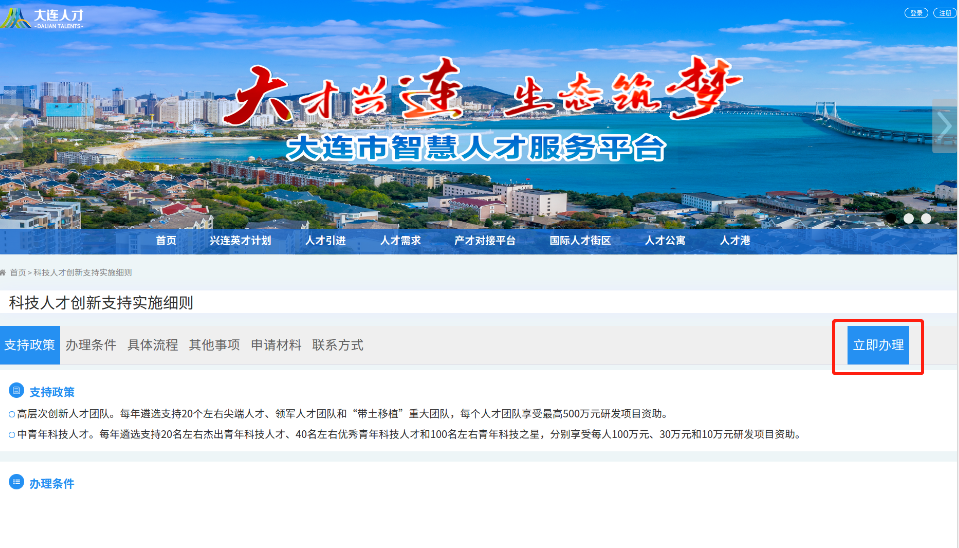 大连人才
-DALIAN TALENTS-
登录 注册
大才兴连 生态筑梦
大连市智慧人才服务平台
首页 兴连英才计划 人才引进 人才需求 产才对接平台 国际人才街区 人才公寓 人才港
首页 > 科技人才创新支持实施细则
科技人才创新支持实施细则
支持政策 办理条件 具体流程 其他事项 申请材料 联系方式 立即办理
支持政策
高层次创新人才团队。每年遴选支持20个左右尖端人才、领军人才团队和“带土移植”重大团队，每个人才团队享受最高500万元研发项目资助。
中青年科技人才。每年遴选支持20名左右杰出青年科技人才、40名左右优秀青年科技人才和100名左右青年科技之星，分别享受每人100万元、30万元和10万元研发项目资助。
办理条件